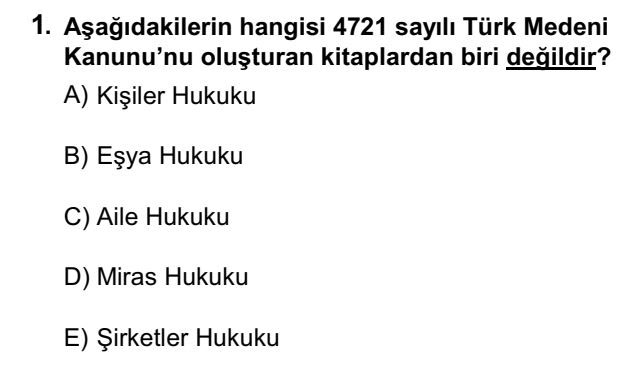 1. Aşağıdakilerin hangisi 4721 sayılı Türk Medeni
Kanunu’nu oluşturan kitaplardan biri değildir?
A) Kişiler Hukuku
B) Eşya Hukuku
C) Aile Hukuku
D) Miras Hukuku
E) Şirketler Hukuku